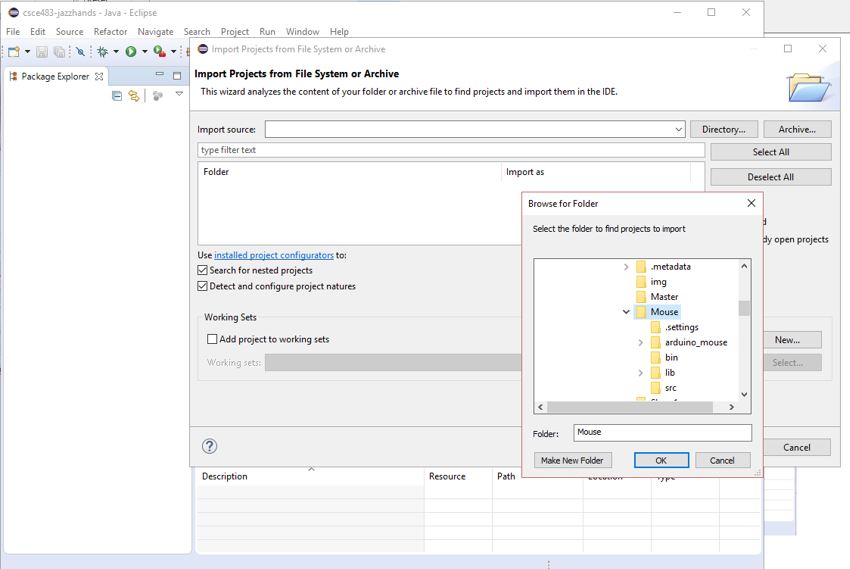 csce483-jazzhands - Java - Eclipse
File Edit Source Refactor Navigate Search Project Run Window Help
Package Explorer
Import Projects from File System or Archive
Import Projects from File System or Archive
This wizard analyzes the content of your folder or archive file to find projects and import them in the IDE.
Import source:
Directory...
Archive...
type filter text
Select All
Folder
Import as
Deselect All
dy open projects
Use installed project configurators to:
Search for nested projects
Detect and configure project natures
Working Sets
Add project to working sets
New...
Working sets:
Select...
Cancel
Browse for Folder
Select the folder to find projects to import
.metadata
img
Master
Mouse
.settings
arduino_mouse
bin
lib
src
Folder:
Mouse
Make New Folder
OK
Cancel
Description
Resource
Path
Location
Type